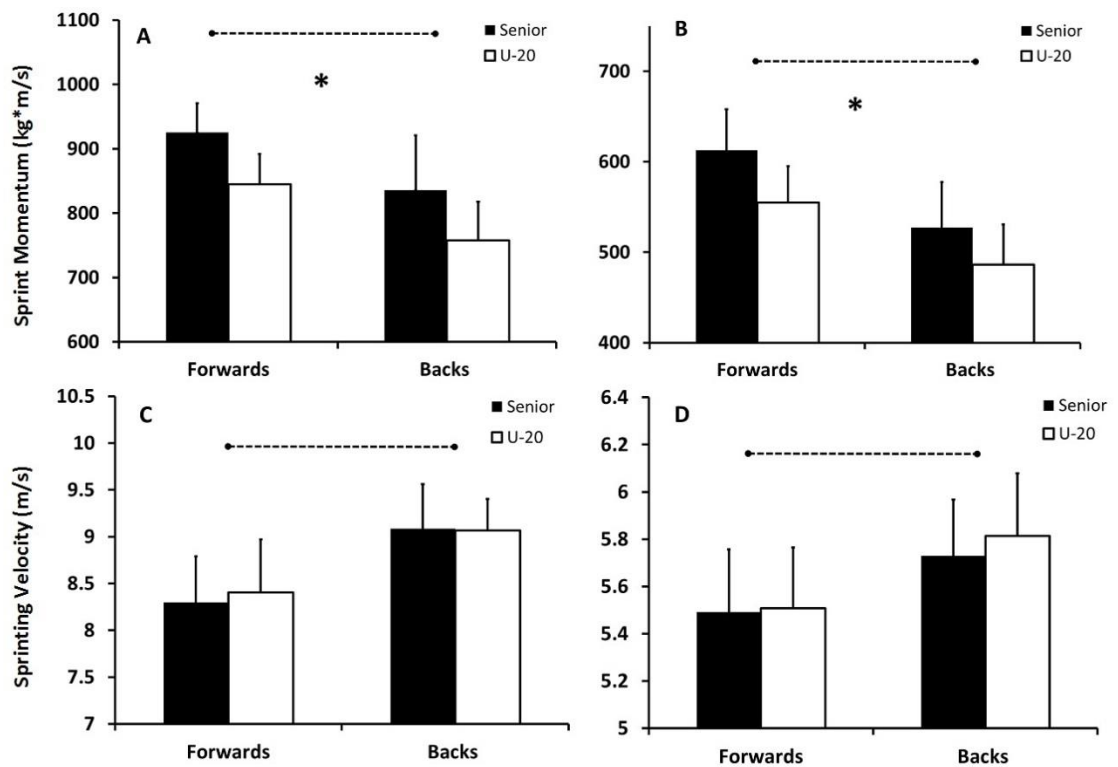 A
Senior
U-20
*
Sprint Momentum (kg*m/s)
1100
1000
900
800
700
600
Forwards Backs
B
Senior
U-20
*
700
600
500
400
Forwards Backs
C
Senior
U-20
Sprinting Velocity (m/s)
10.5
10
9.5
9
8.5
8
7.5
7
Forwards Backs
D
Senior
U-20
6.4
6.2
6
5.8
5.6
5.4
5.2
5
Forwards Backs